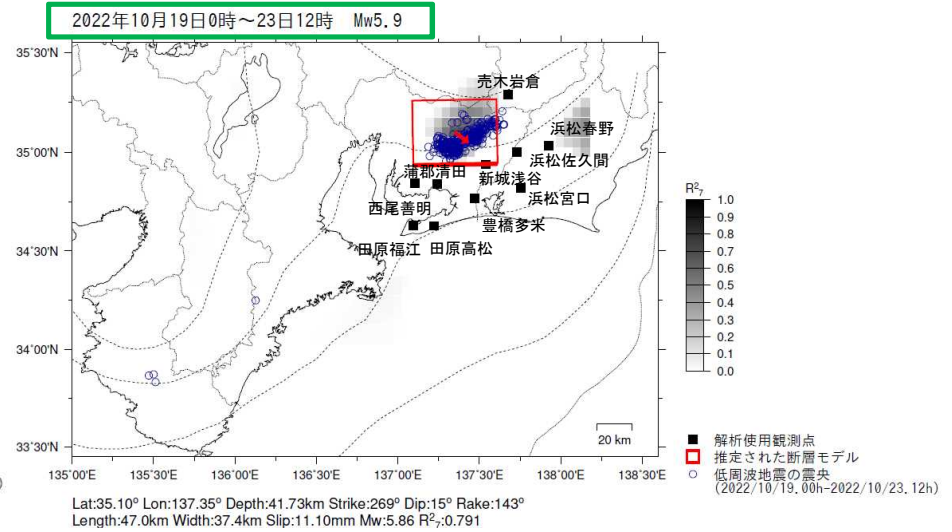 2022年10月19日0時～23日12時 Mw5.9
35°30'N
35°00'N
34°30'N
34°00'N
33°30'N
135°00'E
135°30'E
136°00'E
136°30'E
137°00'E
137°30'E
138°00'E
138°30'E
売木岩倉
浜松春野
浜松佐久間
蒲郡清田
新城浅谷
浜松宮口
西尾善明
豊橋多米
田原福江
田原高松
20 km
R²₇
1.0
0.9
0.8
0.7
0.6
0.5
0.4
0.3
0.2
0.1
0.0
解析使用観測点
推定された断層モデル
低周波地震の震央
(2022/10/19.00h-2022/10/23.12h)
)
Lat:35.10° Lon:137.35° Depth:41.73km Strike:269° Dip:15° Rake:143°
Length:47.0km Width:37.4km Slip:11.10mm Mw:5.86 R²₇:0.791